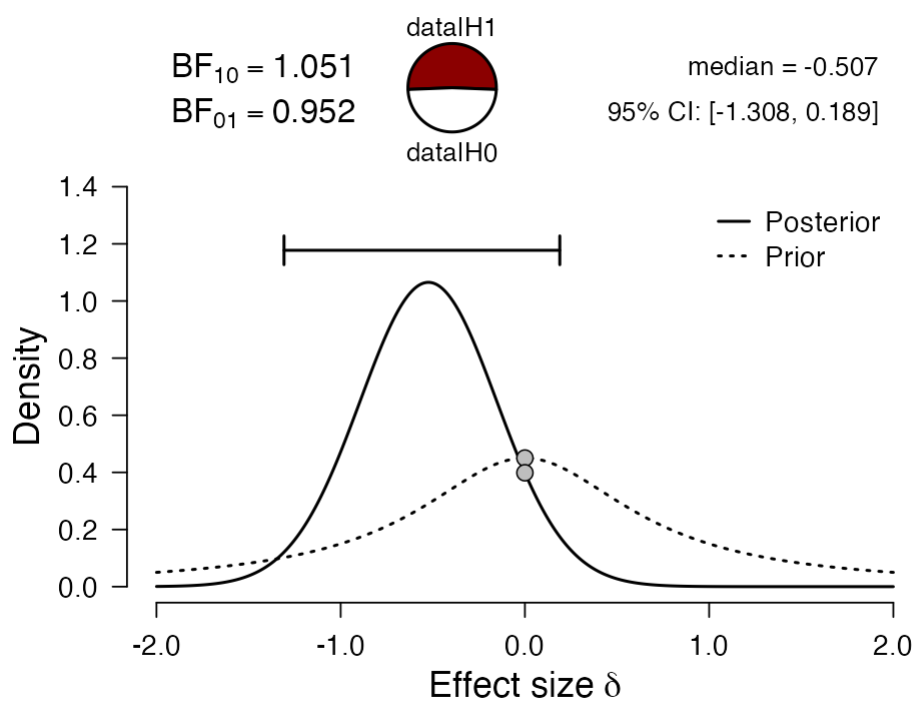 data|H1
BF10 = 1.051
BF01 = 0.952
data|H0
median = -0.507
95% CI: [-1.308, 0.189]
Posterior
Prior
Density
1.4
1.2
1.0
0.8
0.6
0.4
0.2
0.0
-2.0 -1.0 0.0 1.0 2.0
Effect size δ